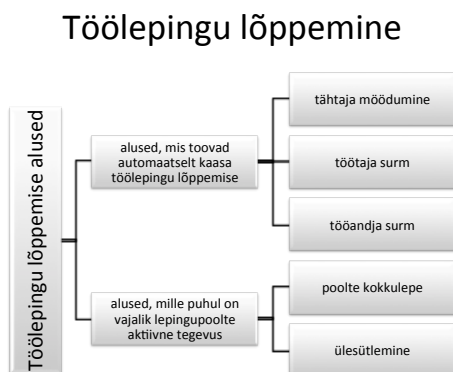 Töölepingu lõppemine
Töölepingu lõppemise alused
alused, mis toovad
automaatselt kaasa
töölepingu lõppemise
tähtaja möödumine
töötaja surm
tööandja surm
alused, mille puhul on
vajalik lepingupoolte
aktiivne tegevus
poolte kokkulepe
ülesütlemine